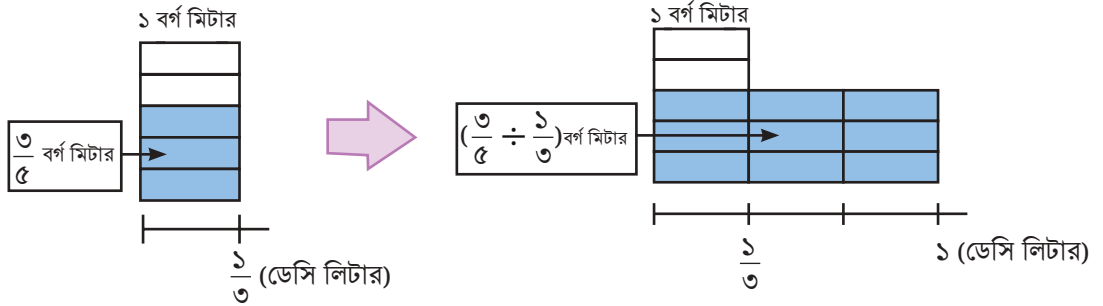 ১ বর্গ মিটার
৩/৫ বর্গ মিটার
১/৩ (ডেসি লিটার)
১ বর্গ মিটার
(৩/৫ ÷ ১/৩) বর্গ মিটার
১/৩
১ (ডেসি লিটার)